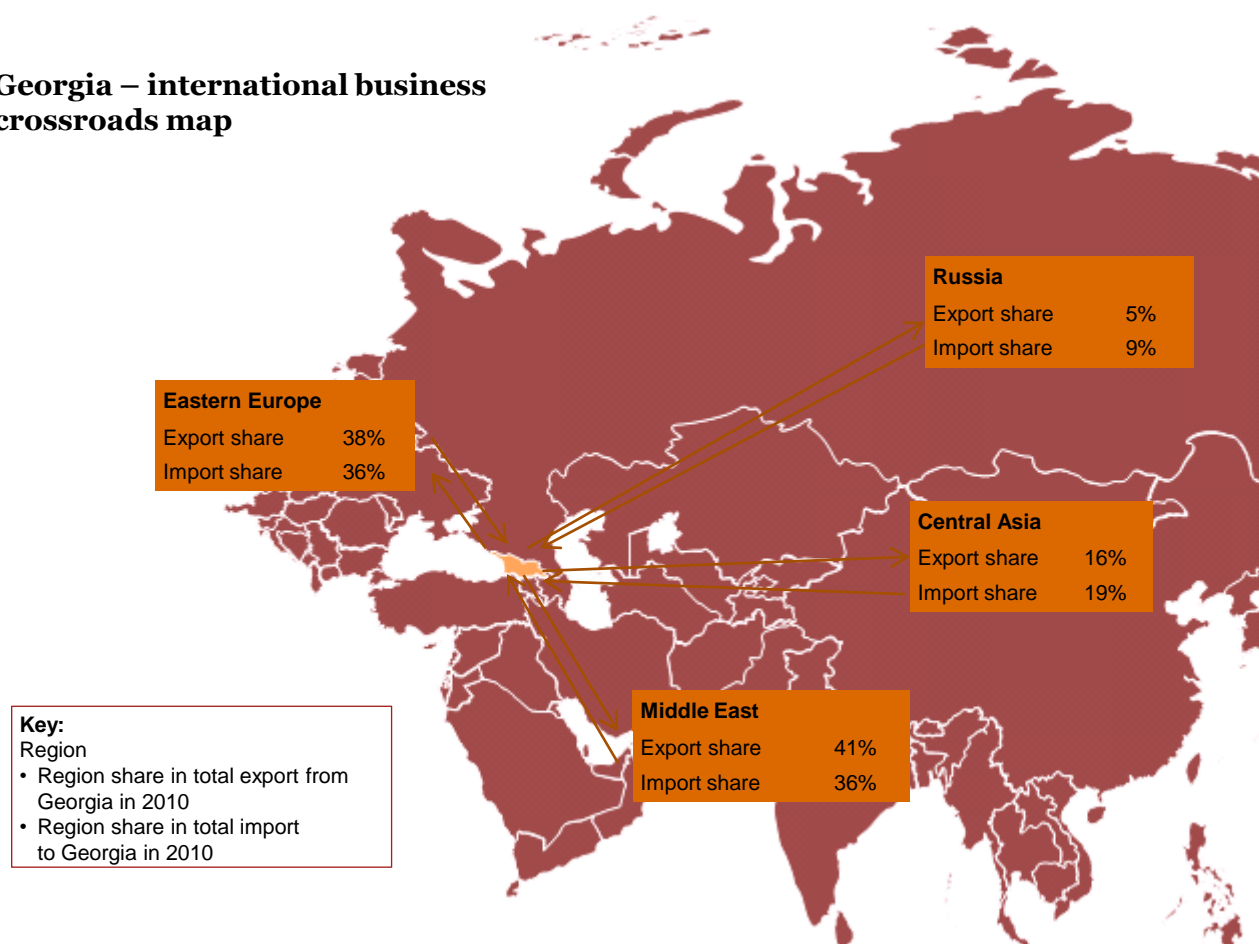 Georgia – international business
crossroads map
Russia
Export share 5%
Import share 9%
Eastern Europe
Export share 38%
Import share 36%
Central Asia
Export share 16%
Import share 19%
Middle East
Export share 41%
Import share 36%
Key:
Region
• Region share in total export from
Georgia in 2010
• Region share in total import
to Georgia in 2010